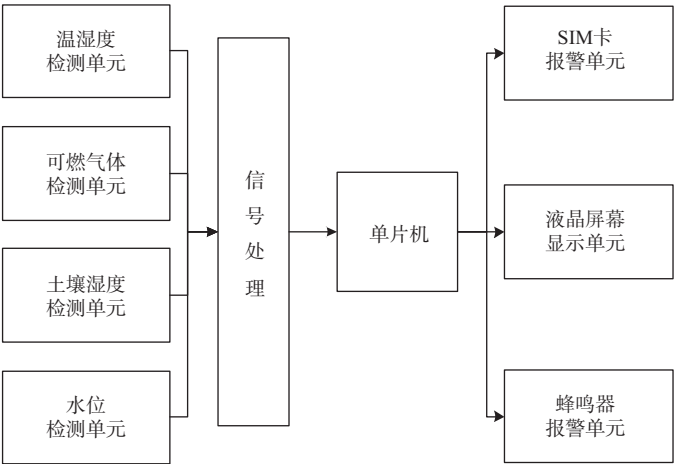 温湿度
检测单元
可燃气体
检测单元
土壤湿度
检测单元
水位
检测单元
信
号
处
理
单片机
SIM卡
报警单元
液晶屏幕
显示单元
蜂鸣器
报警单元